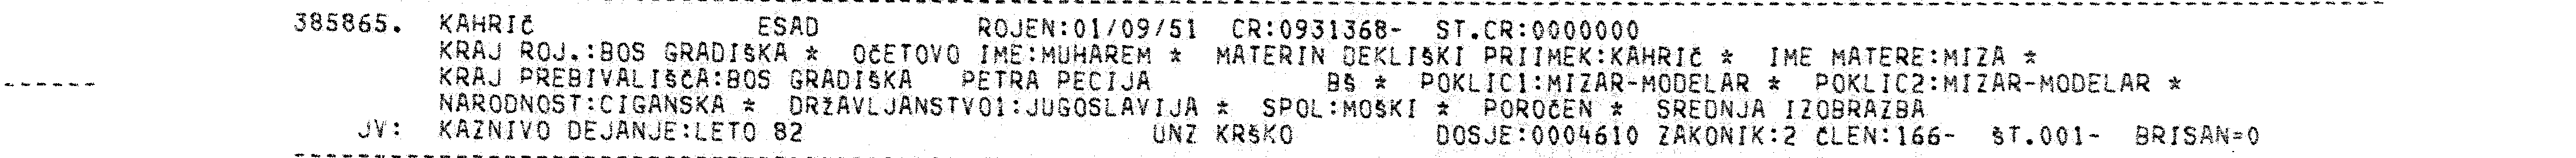 385865. KAHRIČ ESAD ROJEN:01/09/51 CR:0931368- ST.CR:0000000
KRAJ ROJ.:BOS GRADIŠKA * OČETOVO IME:MUHAREM * MATERIN DEKLIŠKI PRIIMEK:KAHRIČ * IME MATERE:MIZA *
KRAJ PREBIVALIŠČA:BOS GRADIŠKA PETRA PECIJA BŠ * POKLIC1:MIZAR-MODELAR * POKLIC2:MIZAR-MODELAR *
NARODNOST:CIGANSKA * DRŽAVLJANSTVO1:JUGOSLAVIJA * SPOL:MOŠKI * POROČEN * SREDNJA IZOBRAZBA
JV: KAZNIVO DEJANJE:LETO 82 UNZ KRŠKO DOSJE:0004610 ZAKONIK:2 ČLEN:166- ŠT.001- BRISAN=0